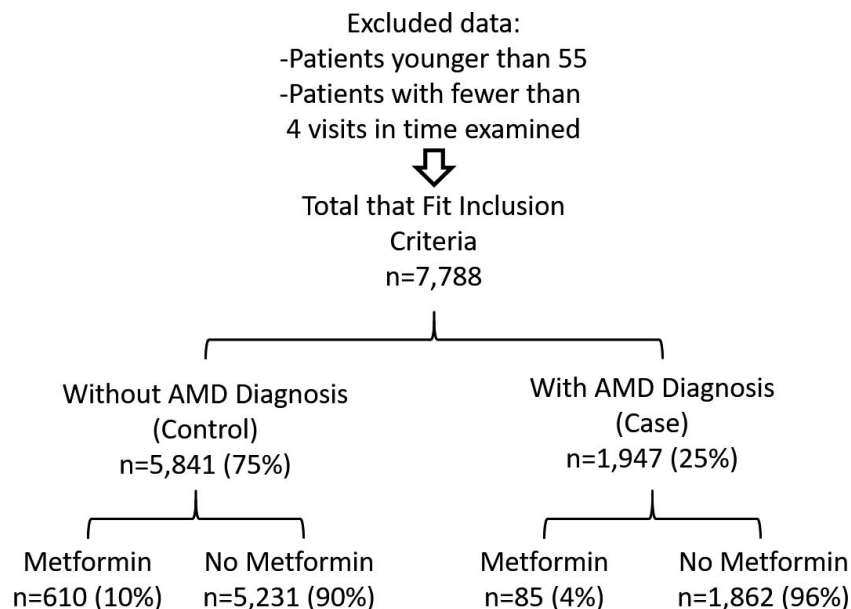 Excluded data:
-Patients younger than 55
-Patients with fewer than
4 visits in time examined
Total that Fit Inclusion
Criteria
n=7,788
Without AMD Diagnosis
(Control)
n=5,841 (75%)
With AMD Diagnosis
(Case)
n=1,947 (25%)
Metformin
n=610 (10%)
No Metformin
n=5,231 (90%)
Metformin
n=85 (4%)
No Metformin
n=1,862 (96%)